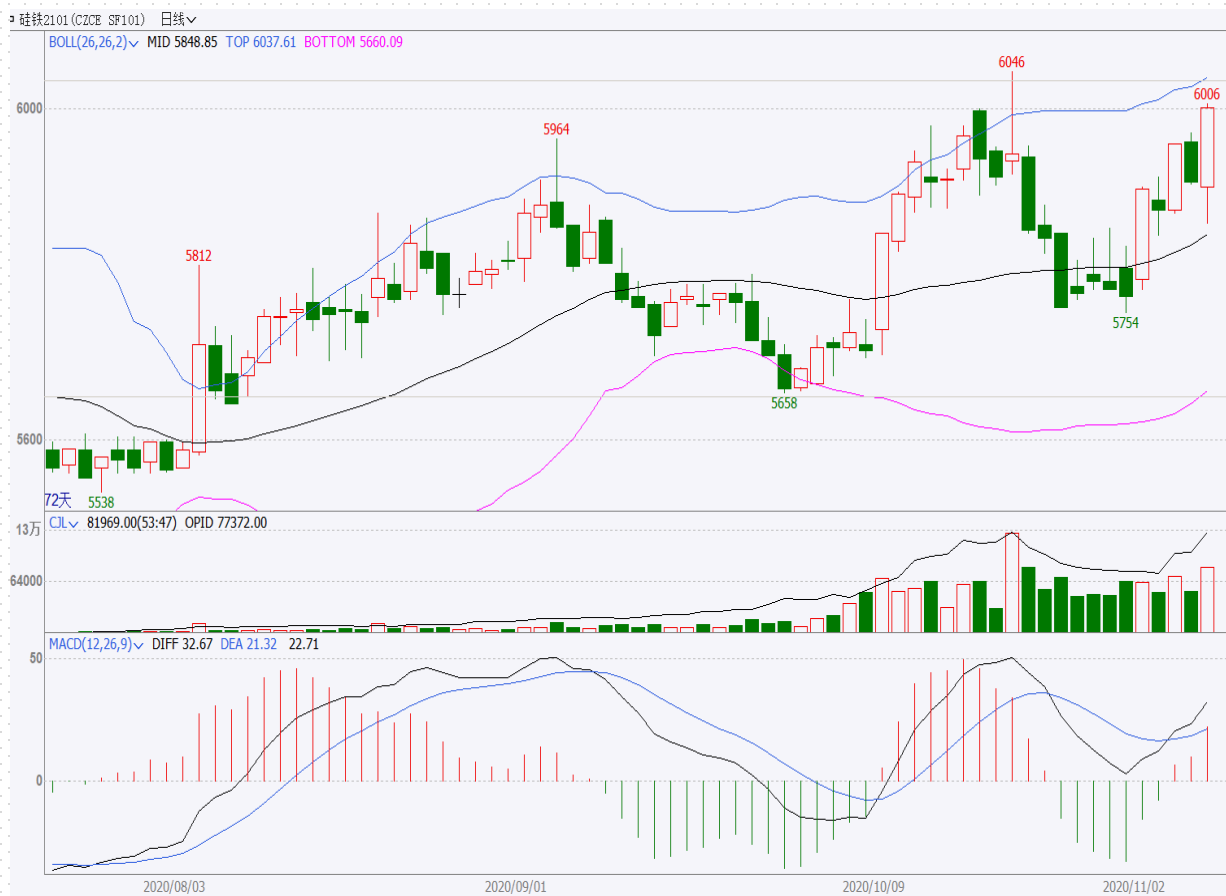 硅铁2101(CZCE SF101) 日线
BOLL(26,26,2) MID 5848.85 TOP 6037.61 BOTTOM 5660.09
6046
6006
6000
5964
5812
5754
5658
5600
72天 5538
CJL 81969.00(53:47) OPID 77372.00
13万
64000
MACD(12,26,9) DIFF 32.67 DEA 21.32 22.71
50
0
2020/08/03 2020/09/01 2020/10/09 2020/11/02